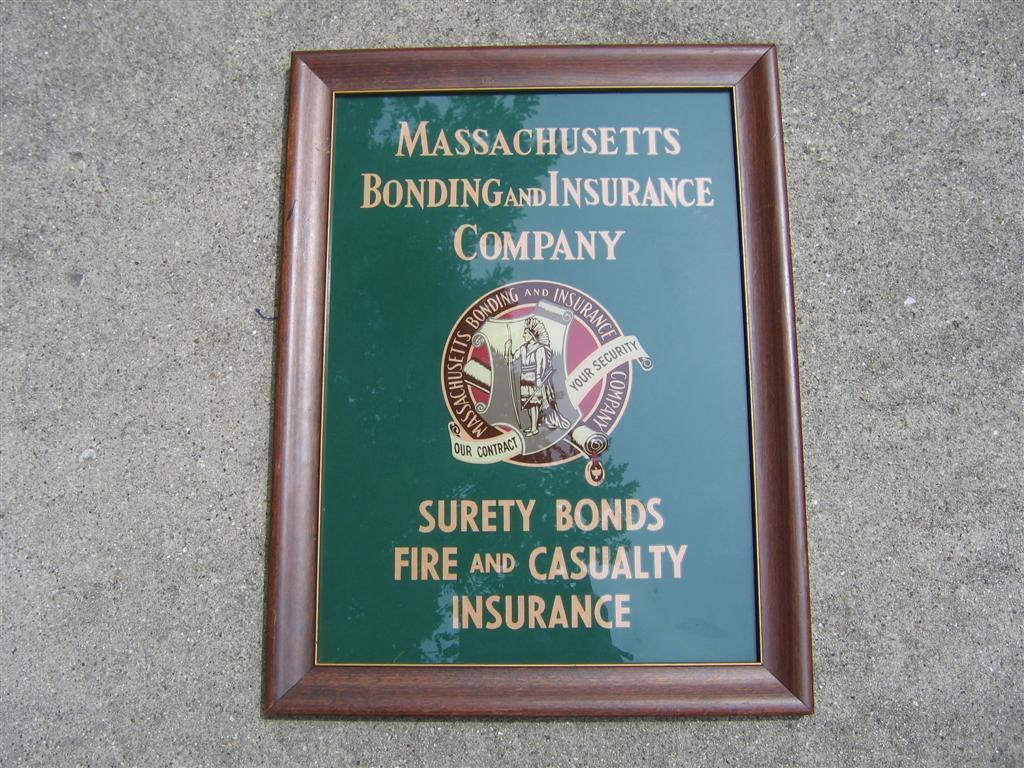 MASSACHUSETTS
BONDING AND INSURANCE
COMPANY
MASSACHUSETTS BONDING AND INSURANCE COMPANY
YOUR SECURITY
OUR CONTRACT
SURETY BONDS
FIRE AND CASUALTY
INSURANCE